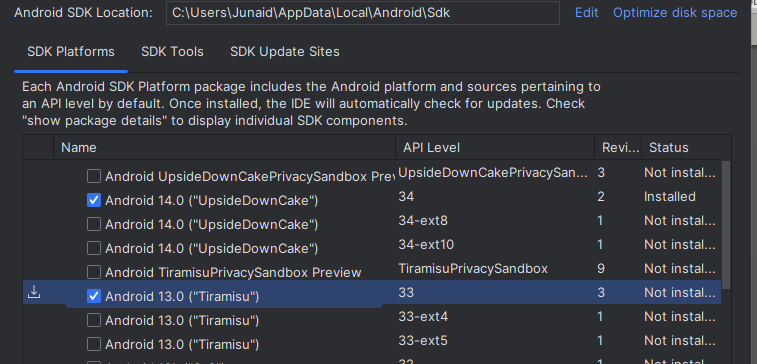 Android SDK Location: C:\Users\Junaid\AppData\Local\Android\Sdk Edit Optimize disk space
SDK Platforms SDK Tools SDK Update Sites
Each Android SDK Platform package includes the Android platform and sources pertaining to
an API level by default. Once installed, the IDE will automatically check for updates. Check
"show package details" to display individual SDK components.
Name API Level Revi... Status
Android UpsideDownCakePrivacySandbox Prev UpsideDownCakePrivacySan... 3 Not instal...
Android 14.0 ("UpsideDownCake") 34 2 Installed
Android 14.0 ("UpsideDownCake") 34-ext8 1 Not instal...
Android 14.0 ("UpsideDownCake") 34-ext10 1 Not instal...
Android TiramisuPrivacySandbox Preview TiramisuPrivacySandbox 9 Not instal...
Android 13.0 ("Tiramisu") 33 3 Not instal...
Android 13.0 ("Tiramisu") 33-ext4 1 Not instal...
Android 13.0 ("Tiramisu") 33-ext5 1 Not instal...